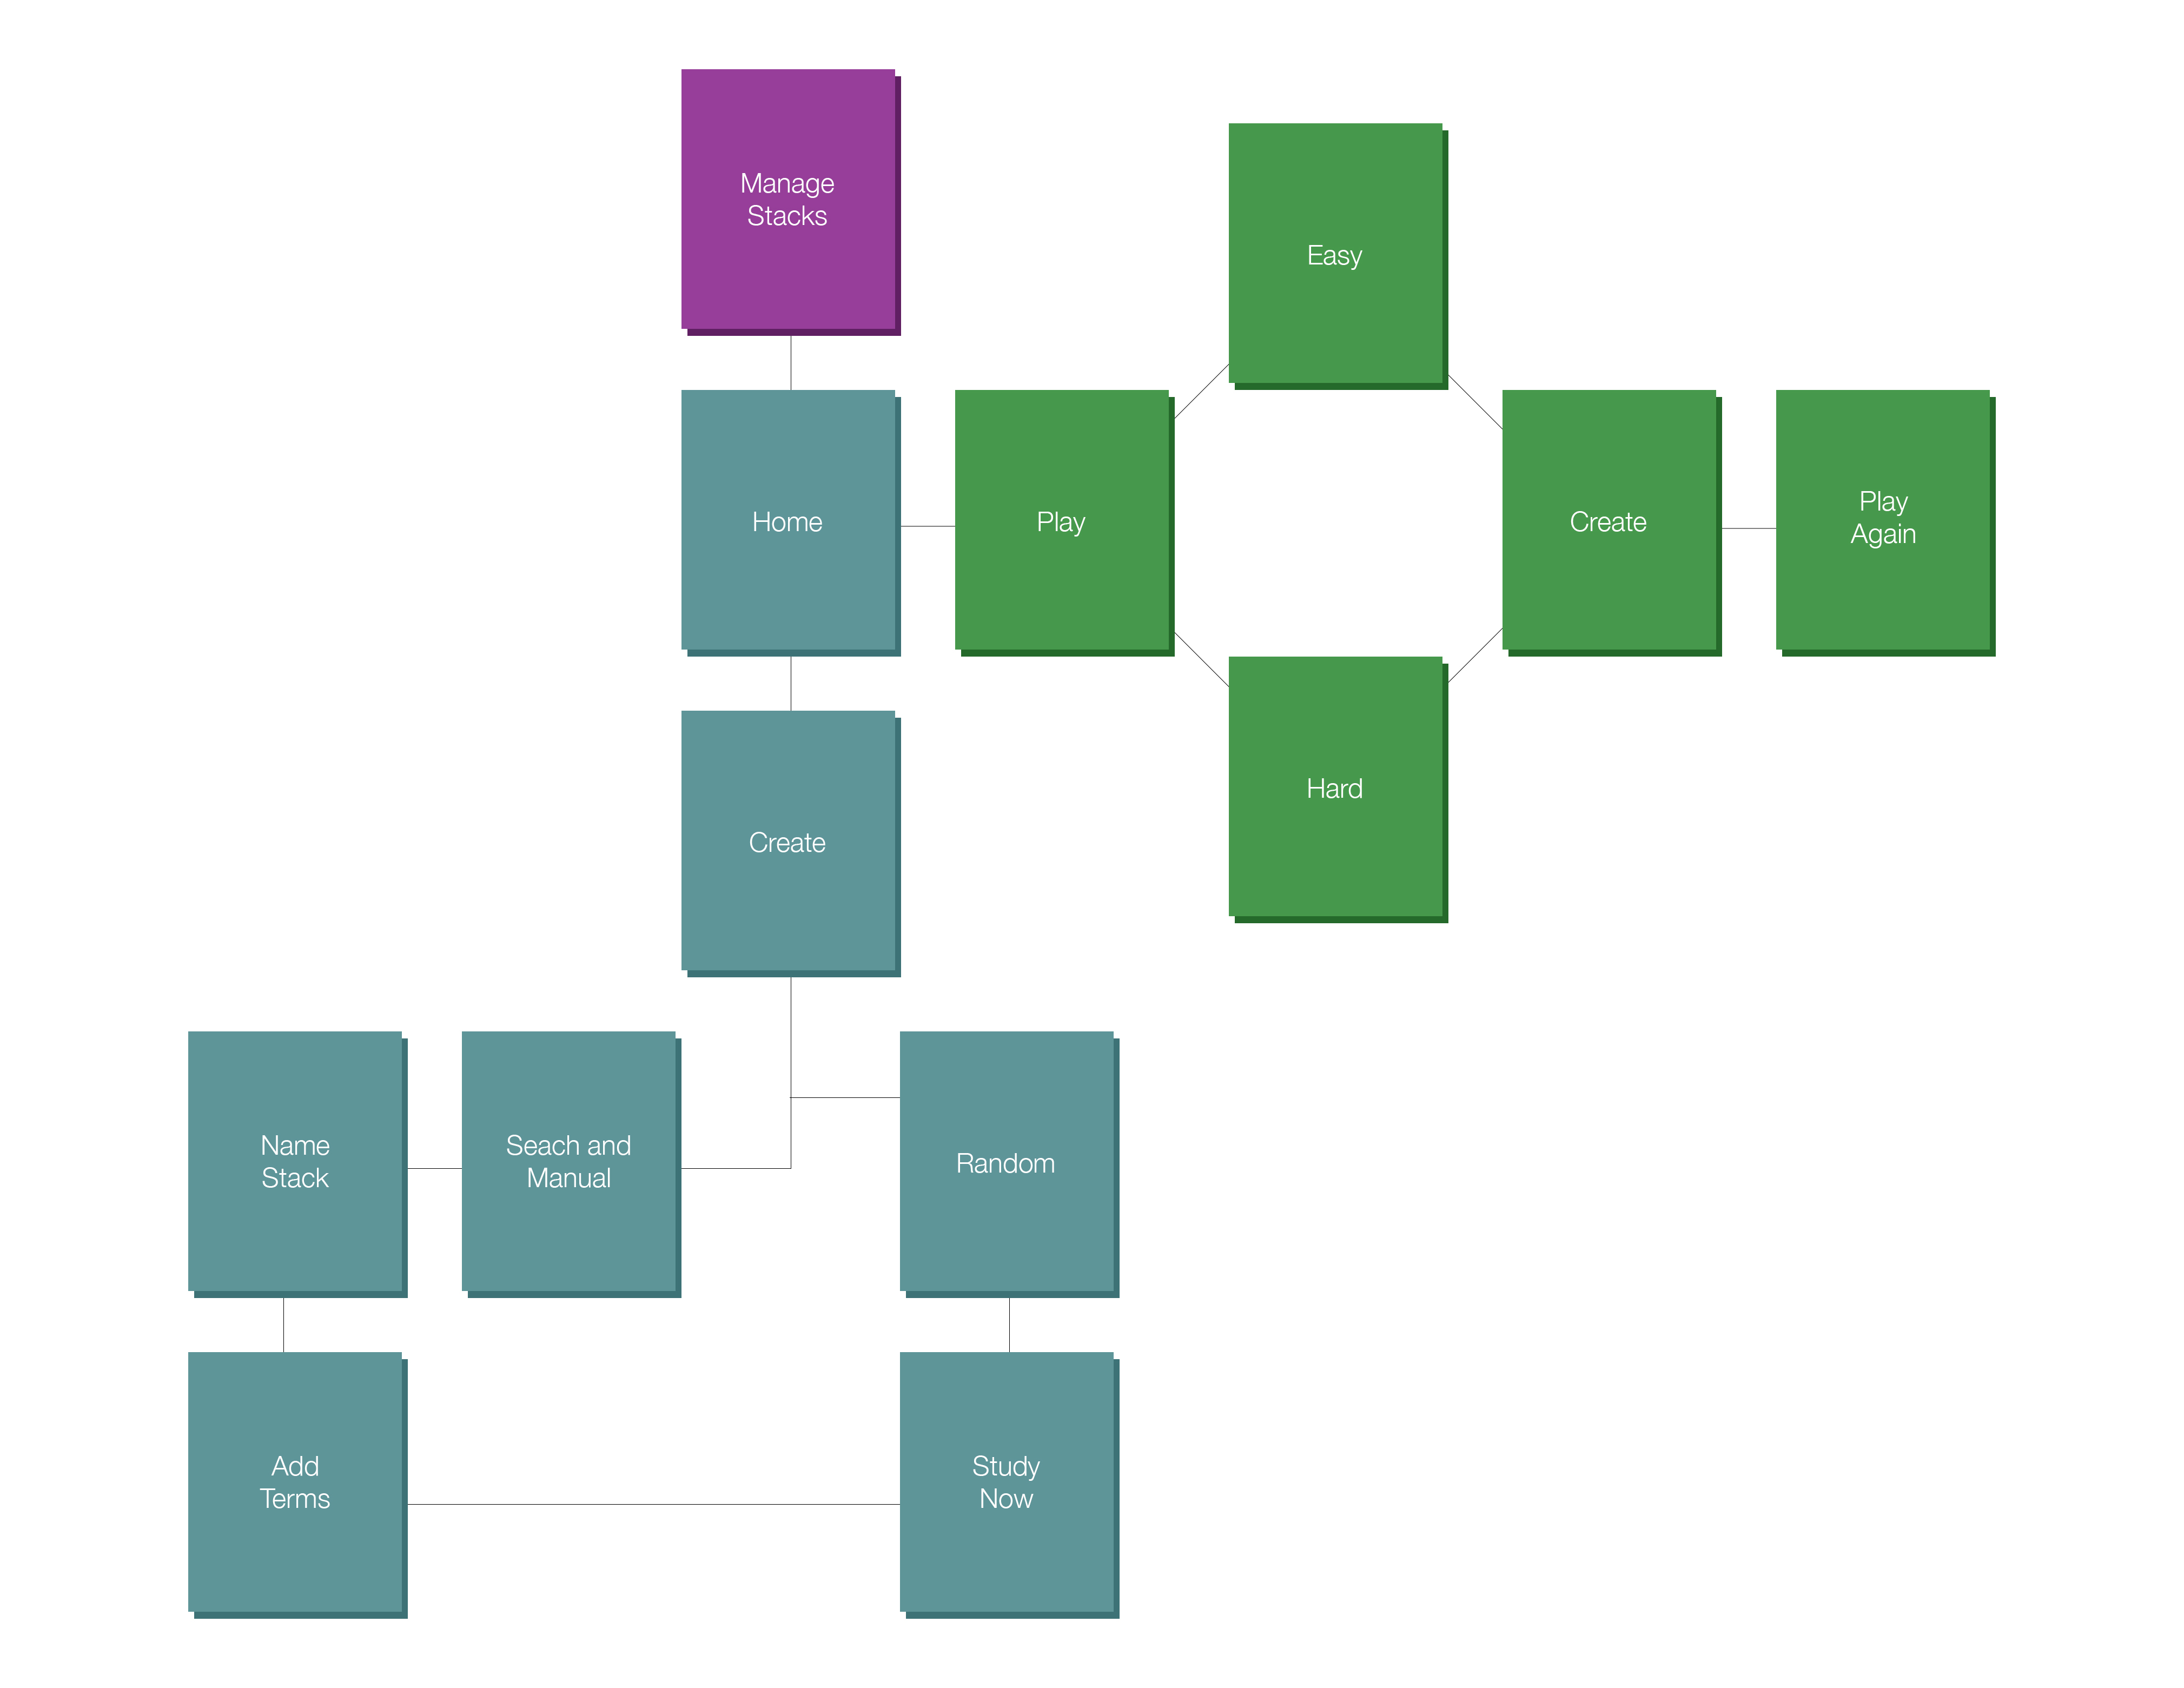 Manage
Stacks
Easy
Home
Play
Create
Play
Again
Hard
Create
Name
Stack
Seach and
Manual
Random
Add
Terms
Study
Now